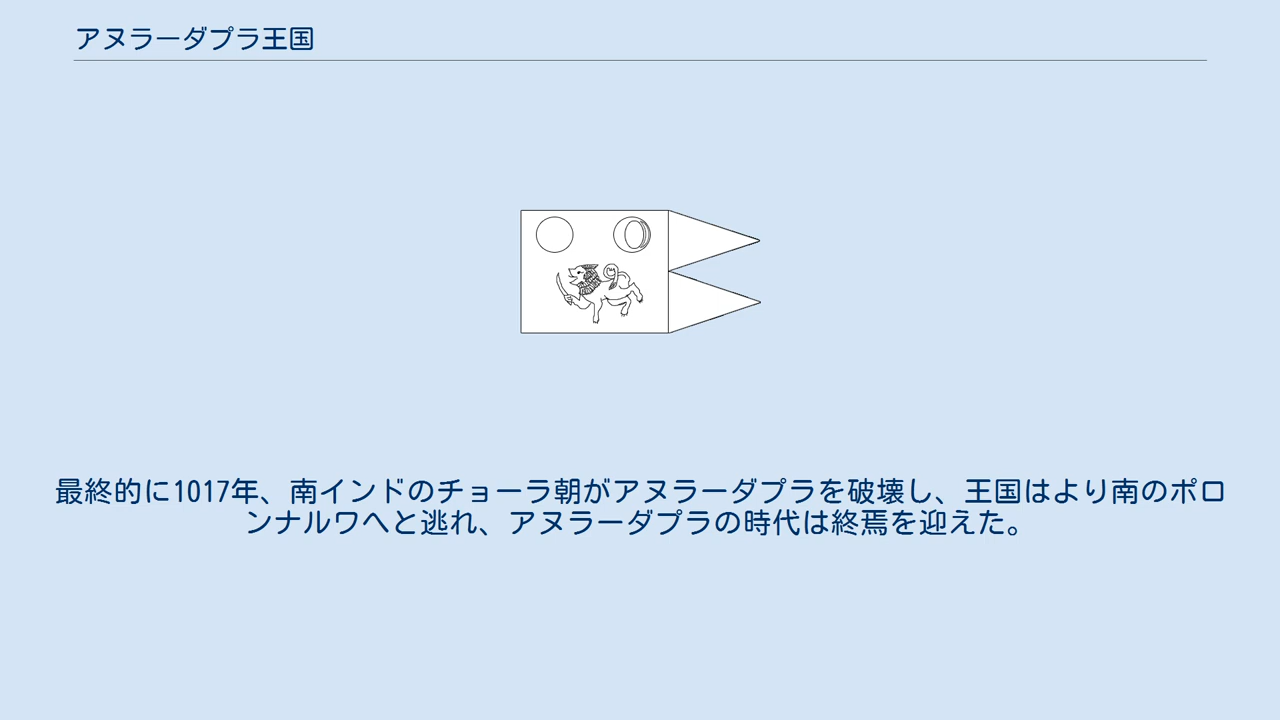 アヌラーダプラ王国
最終的に1017年、南インドのチョーラ朝がアヌラーダプラを破壊し、王国はより南のポロ
ンナルワへと逃れ、アヌラーダプラの時代は終焉を迎えた。